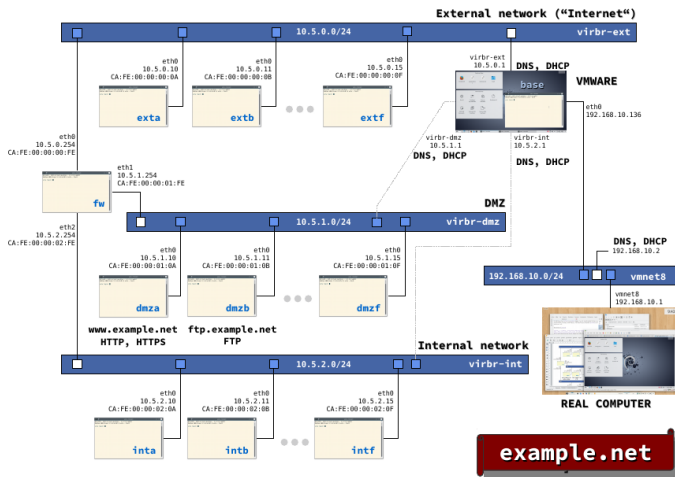 External network (“Internet“)
10.5.0.0/24
virbr-ext
eth0
10.5.0.10
CA:FE:00:00:00:0A
eth0
10.5.0.11
CA:FE:00:00:00:0B
eth0
10.5.0.15
CA:FE:00:00:00:0F
virbr-ext
10.5.0.1
DNS, DHCP
VMWARE
base
exta
extb
extf
eth0
192.168.10.136
eth0
10.5.0.254
CA:FE:00:00:00:FE
virbr-dmz
10.5.1.1
DNS, DHCP
virbr-int
10.5.2.1
DNS, DHCP
eth1
10.5.1.254
CA:FE:00:00:01:FE
fw
DMZ
eth2
10.5.2.254
CA:FE:00:00:02:FE
10.5.1.0/24
virbr-dmz
eth0
10.5.1.10
CA:FE:00:00:01:0A
eth0
10.5.1.11
CA:FE:00:00:01:0B
eth0
10.5.1.15
CA:FE:00:00:01:0F
DNS, DHCP
192.168.10.2
192.168.10.0/24
vmnet8
vmnet8
192.168.10.1
dmza
dmzb
dmzf
www.example.net
HTTP, HTTPS
ftp.example.net
FTP
Internal network
10.5.2.0/24
virbr-int
eth0
10.5.2.10
CA:FE:00:00:02:0A
eth0
10.5.2.11
CA:FE:00:00:02:0B
eth0
10.5.2.15
CA:FE:00:00:02:0F
REAL COMPUTER
inta
intb
intf
example.net